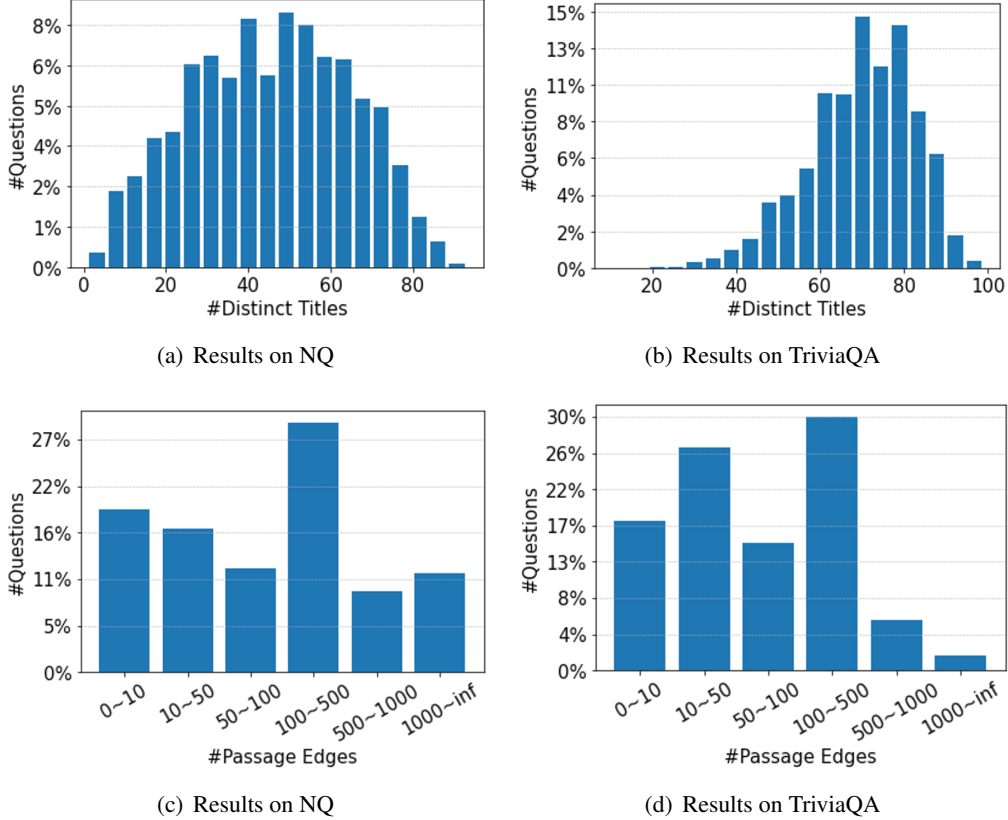 8%
6%
5%
4%
2%
1%
0%
#Questions
0 20 40 60 80
#Distinct Titles
(a) Results on NQ
15%
13%
11%
8%
6%
4%
2%
0%
#Questions
20 40 60 80 100
#Distinct Titles
(b) Results on TriviaQA
27%
22%
16%
11%
5%
0%
#Questions
0~10 10~50 50~100 100~500 500~1000 1000~inf
#Passage Edges
(c) Results on NQ
30%
26%
22%
17%
13%
8%
4%
0%
#Questions
0~10 10~50 50~100 100~500 500~1000 1000~inf
#Passage Edges
(d) Results on TriviaQA